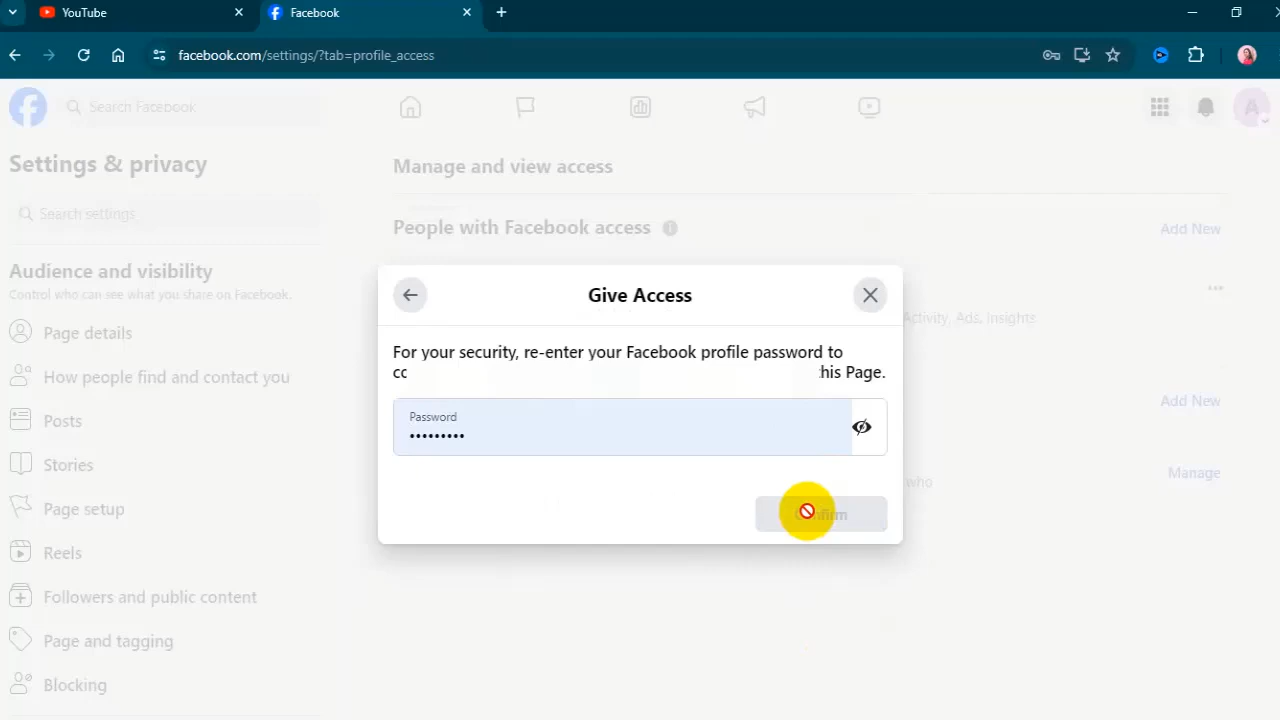 YouTube
Facebook
facebook.com/settings/?tab=profile_access
Search Facebook
A
Settings & privacy
Manage and view access
Search settings
People with Facebook access
Add New
Audience and visibility
Control who can see what you share on Facebook.
Give Access
Activity, Ads, Insights
Page details
For your security, re-enter your Facebook profile password to
this Page.
How people find and contact you
Add New
Password
•••••••••
Posts
Stories
Manage
who
Page setup
Confirm
Reels
Followers and public content
Page and tagging
Blocking